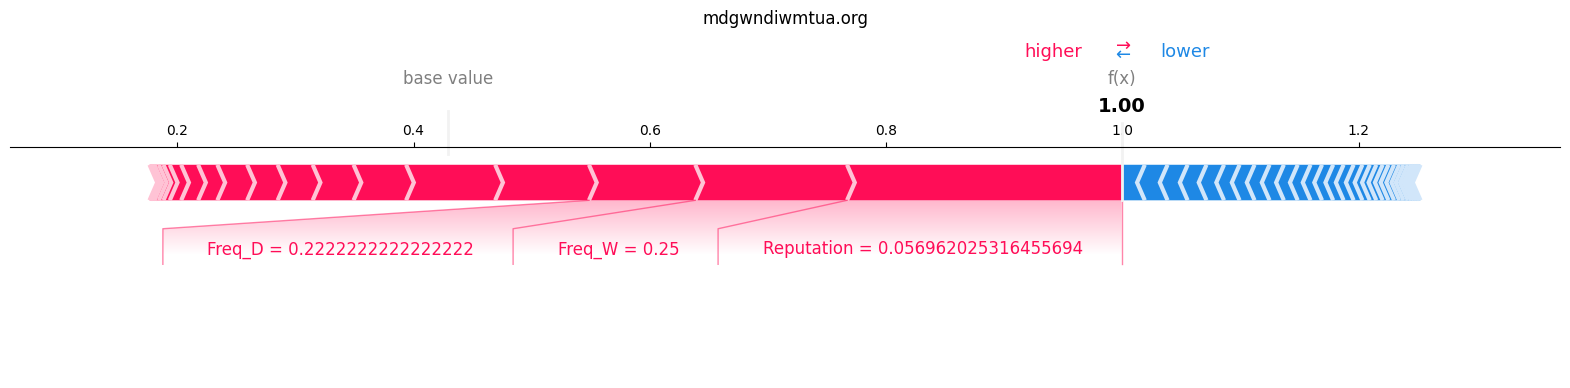 mdgwndiwmtua.org
higher ⇄ lower
base value f(x)
1.00
0.2 0.4 0.6 0.8 1.0 1.2
Freq_D = 0.2222222222222222 Freq_W = 0.25 Reputation = 0.056962025316455694